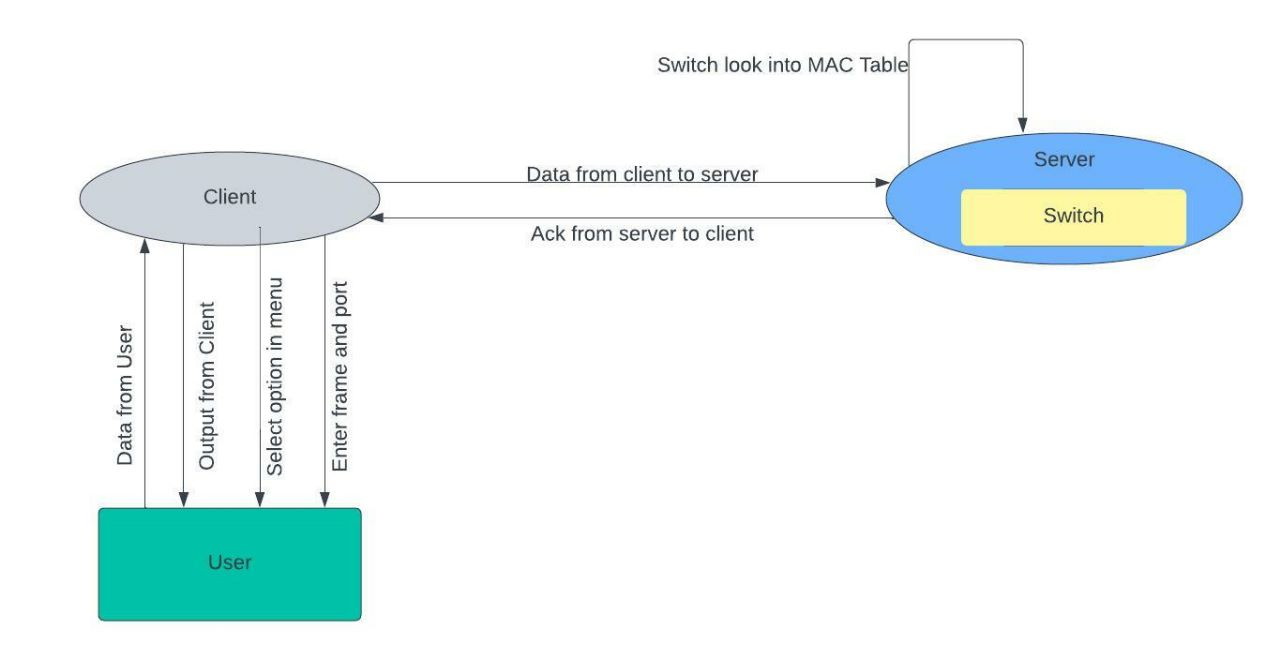 Switch look into MAC Table
Server
Switch
Client
Data from client to server
Ack from server to client
Data from User
Output from Client
Select option in menu
Enter frame and port
User